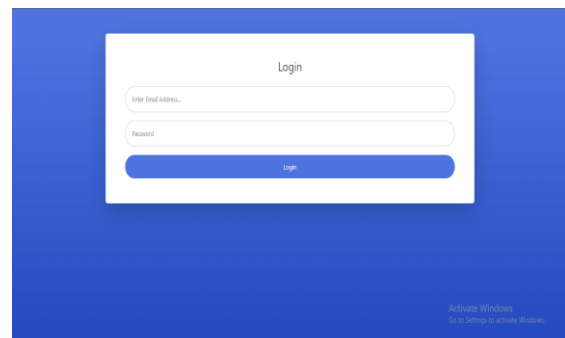 Login
Enter Email Address...
Password
Login
Activate Windows
Go to Settings to activate Windows.